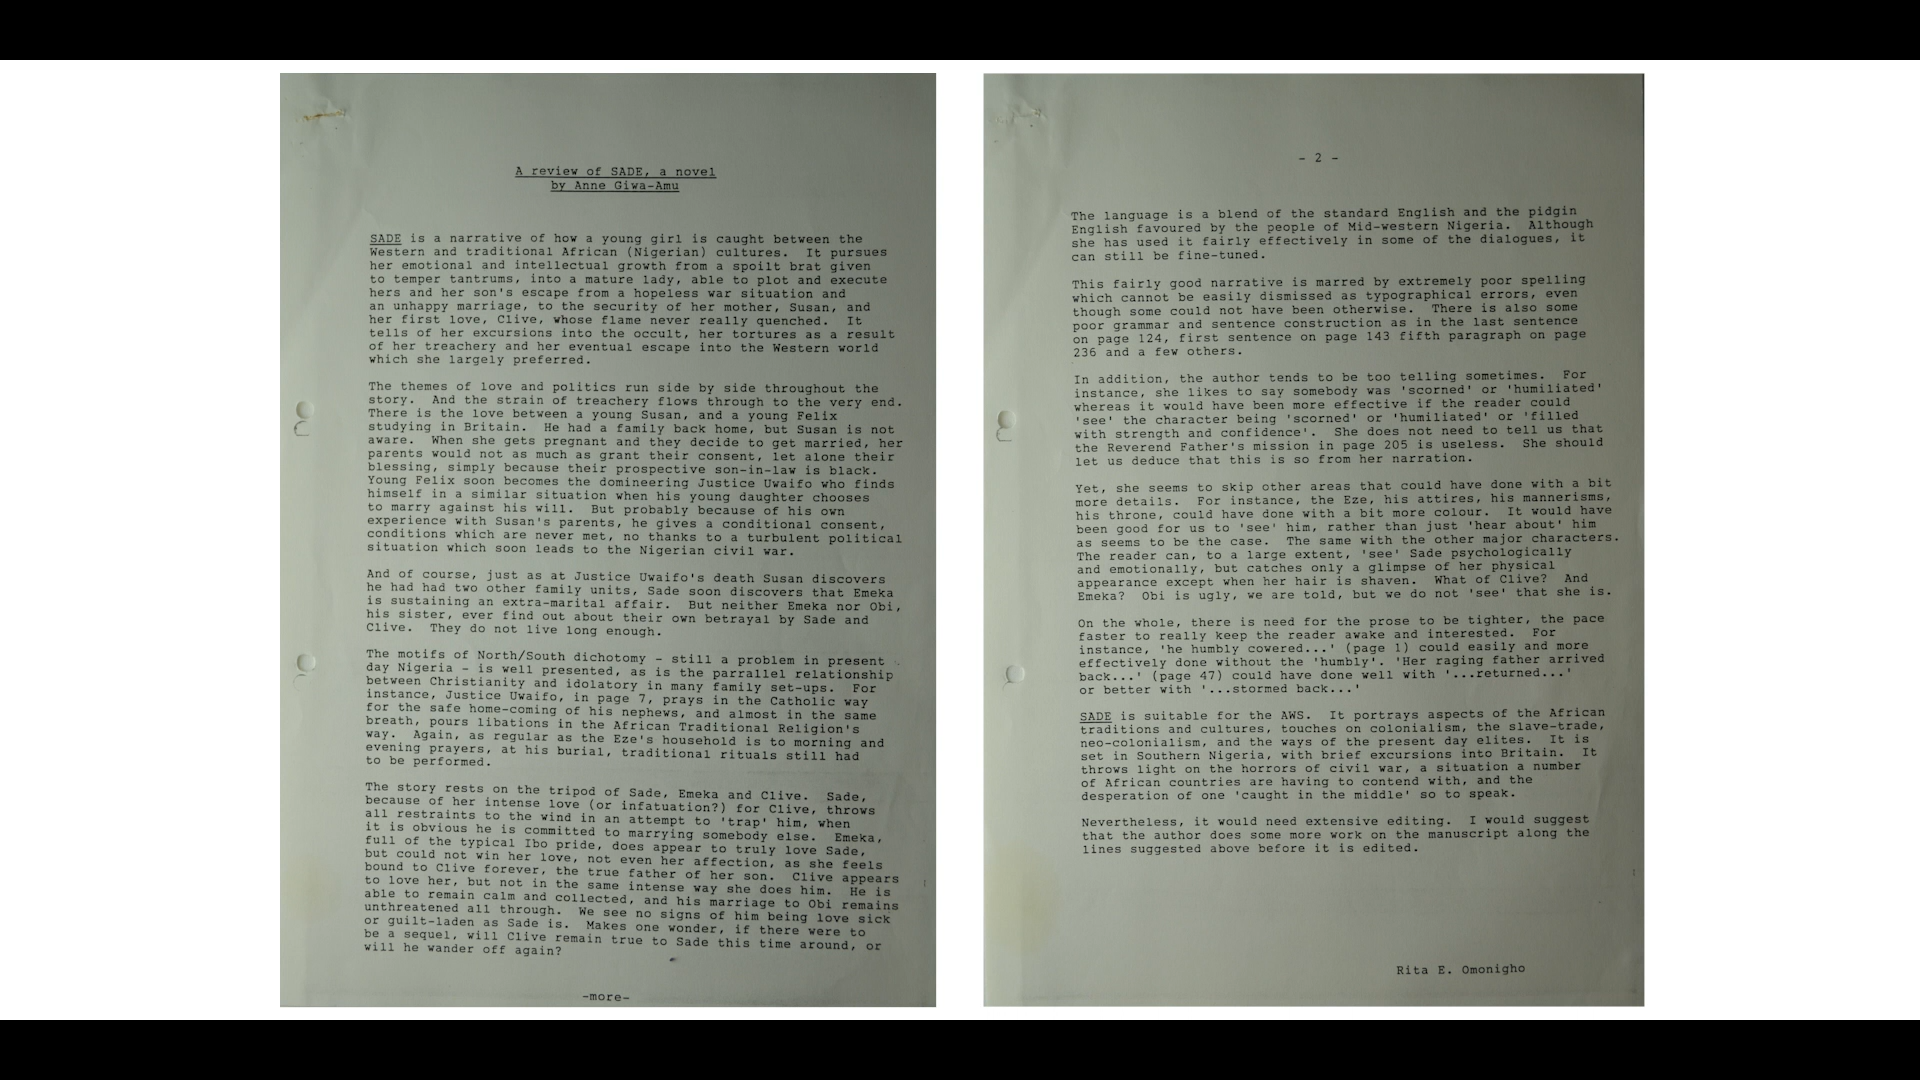 A review of SADE, a novel
by Anne Giwa-Amu
SADE is a narrative of how a young girl is caught between the
Western and traditional African (Nigerian) cultures. It pursues
her emotional and intellectual growth from a spoilt brat given
to temper tantrums, into a mature lady, able to plot and execute
hers and her son's escape from a hopeless war situation and
an unhappy marriage, to the security of her mother, Susan, and
her first love, Clive, whose flame never really quenched. It
tells of her excursions into the occult, her tortures as a result
of her treachery and her eventual escape into the Western world
which she largely preferred.
The themes of love and politics run side by side throughout the
story. And the strain of treachery flows through to the very end.
There is the love between a young Susan, and a young Felix
studying in Britain. He had a family back home, but Susan is not
aware. When she gets pregnant and they decide to get married, her
parents would not as much as grant their consent, let alone their
blessing, simply because their prospective son-in-law is black.
Young Felix soon becomes the domineering Justice Uwaifo who finds
himself in a similar situation when his young daughter chooses
to marry against his will. But probably because of his own
experience with Susan's parents, he gives a conditional consent,
conditions which are never met, no thanks to a turbulent political
situation which soon leads to the Nigerian civil war.
And of course, just as at Justice Uwaifo's death Susan discovers
he had had two other family units, Sade soon discovers that Emeka
is sustaining an extra-marital affair. But neither Emeka nor Obi,
his sister, ever find out about their own betrayal by Sade and
Clive. They do not live long enough.
The motifs of North/South dichotomy - still a problem in present
day Nigeria - is well presented, as is the parrallel relationship
between Christianity and idolatory in many family set-ups. For
instance, Justice Uwaifo, in page 7, prays in the Catholic way
for the safe home-coming of his nephews, and almost in the same
breath, pours libations in the African Traditional Religion's
way. Again, as regular as the Eze's household is to morning and
evening prayers, at his burial, traditional rituals still had
to be performed.
The story rests on the tripod of Sade, Emeka and Clive. Sade,
because of her intense love (or infatuation?) for Clive, throws
all restraints to the wind in an attempt to 'trap' him, when
it is obvious he is committed to marrying somebody else. Emeka,
full of the typical Ibo pride, does appear to truly love Sade,
but could not win her love, not even her affection, as she feels
bound to Clive forever, the true father of her son. Clive appears
to love her, but not in the same intense way she does him. He is
able to remain calm and collected, and his marriage to Obi remains
unthreatened all through. We see no signs of him being love sick
or guilt-laden as Sade is. Makes one wonder, if there were to
be a sequel, will Clive remain true to Sade this time around, or
will he wander off again?
-more-
- 2 -
The language is a blend of the standard English and the pidgin
English favoured by the people of Mid-western Nigeria. Although
she has used it fairly effectively in some of the dialogues, it
can still be fine-tuned.
This fairly good narrative is marred by extremely poor spelling
which cannot be easily dismissed as typographical errors, even
though some could not have been otherwise. There is also some
poor grammar and sentence construction as in the last sentence
on page 124, first sentence on page 143 fifth paragraph on page
236 and a few others.
In addition, the author tends to be too telling sometimes. For
instance, she likes to say somebody was 'scorned' or 'humiliated'
whereas it would have been more effective if the reader could
'see' the character being 'scorned' or 'humiliated' or 'filled
with strength and confidence'. She does not need to tell us that
the Reverend Father's mission in page 205 is useless. She should
let us deduce that this is so from her narration.
Yet, she seems to skip other areas that could have done with a bit
more details. For instance, the Eze, his attires, his mannerisms,
his throne, could have done with a bit more colour. It would have
been good for us to 'see' him, rather than just 'hear about' him
as seems to be the case. The same with the other major characters.
The reader can, to a large extent, 'see' Sade psychologically
and emotionally, but catches only a glimpse of her physical
appearance except when her hair is shaven. What of Clive? And
Emeka? Obi is ugly, we are told, but we do not 'see' that she is.
On the whole, there is need for the prose to be tighter, the pace
faster to really keep the reader awake and interested. For
instance, 'he humbly cowered...' (page 1) could easily and more
effectively done without the 'humbly'. 'Her raging father arrived
back...' (page 47) could have done well with '...returned...'
or better with '...stormed back...'
SADE is suitable for the AWS. It portrays aspects of the African
traditions and cultures, touches on colonialism, the slave-trade,
neo-colonialism, and the ways of the present day elites. It is
set in Southern Nigeria, with brief excursions into Britain. It
throws light on the horrors of civil war, a situation a number
of African countries are having to contend with, and the
desperation of one 'caught in the middle' so to speak.
Nevertheless, it would need extensive editing. I would suggest
that the author does some more work on the manuscript along the
lines suggested above before it is edited.
Rita E. Omonigho